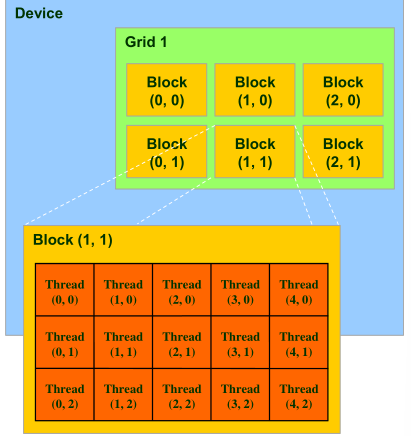 Device
Grid 1
Block Block Block
(0, 0) (1, 0) (2, 0)
Block Block Block
(0, 1) (1, 1) (2, 1)
Block (1, 1)
Thread Thread Thread Thread Thread
(0, 0) (1, 0) (2, 0) (3, 0) (4, 0)
Thread Thread Thread Thread Thread
(0, 1) (1, 1) (2, 1) (3, 1) (4, 1)
Thread Thread Thread Thread Thread
(0, 2) (1, 2) (2, 2) (3, 2) (4, 2)